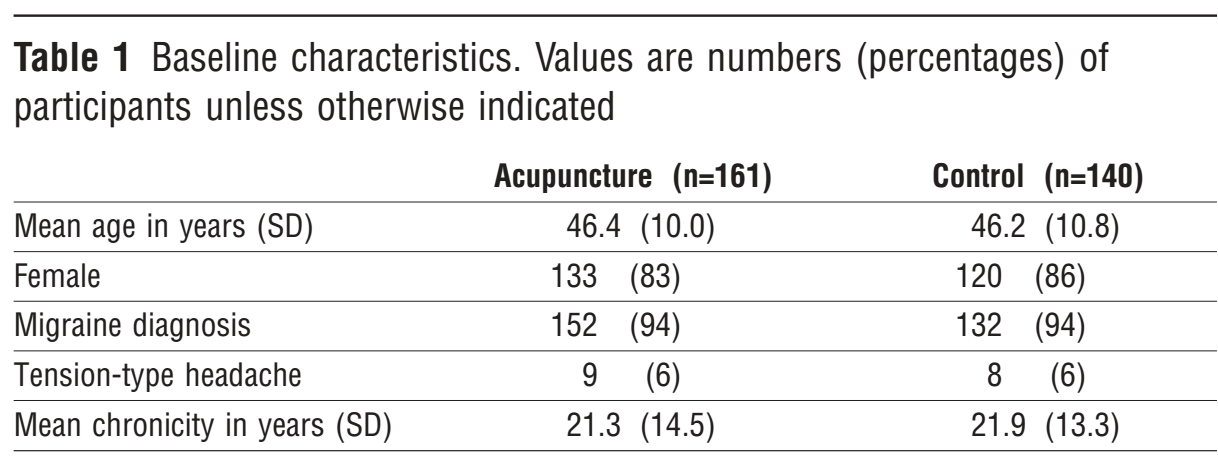 Table 1 Baseline characteristics. Values are numbers (percentages) of
participants unless otherwise indicated
Acupuncture (n=161) Control (n=140)
Mean age in years (SD) 46.4 (10.0) 46.2 (10.8)
Female 133 (83) 120 (86)
Migraine diagnosis 152 (94) 132 (94)
Tension-type headache 9 (6) 8 (6)
Mean chronicity in years (SD) 21.3 (14.5) 21.9 (13.3)